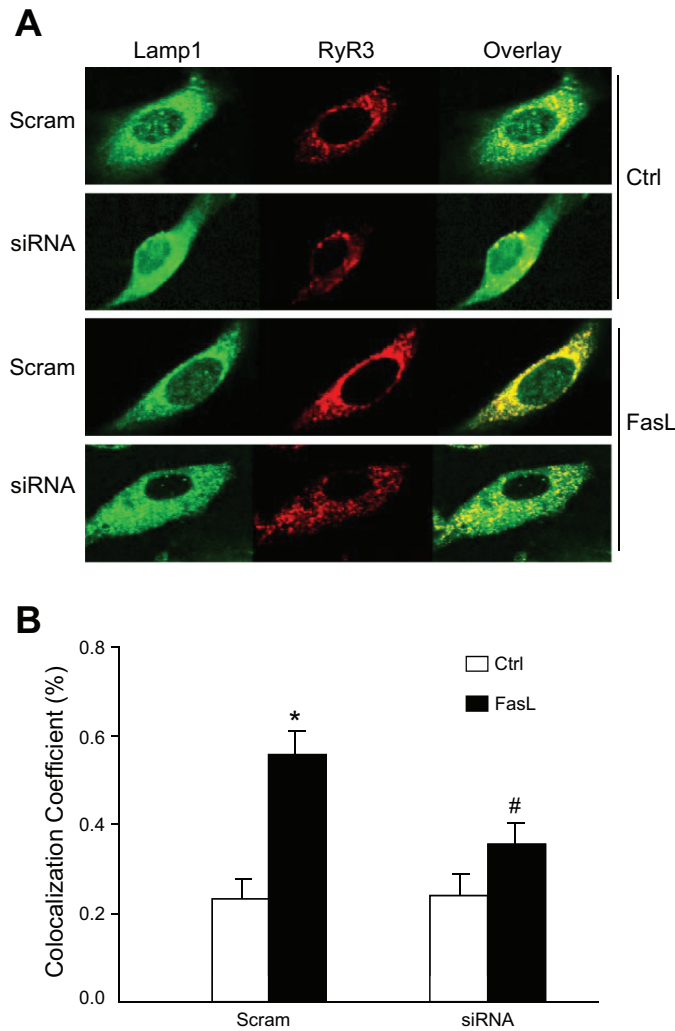 A
Lamp1 RyR3 Overlay
Scram
siRNA
Ctrl
Scram
siRNA
FasL
B
Colocalization Coefficient (%)
0.8
0.6
0.4
0.2
0.0
Ctrl
FasL
*
#
Scram siRNA